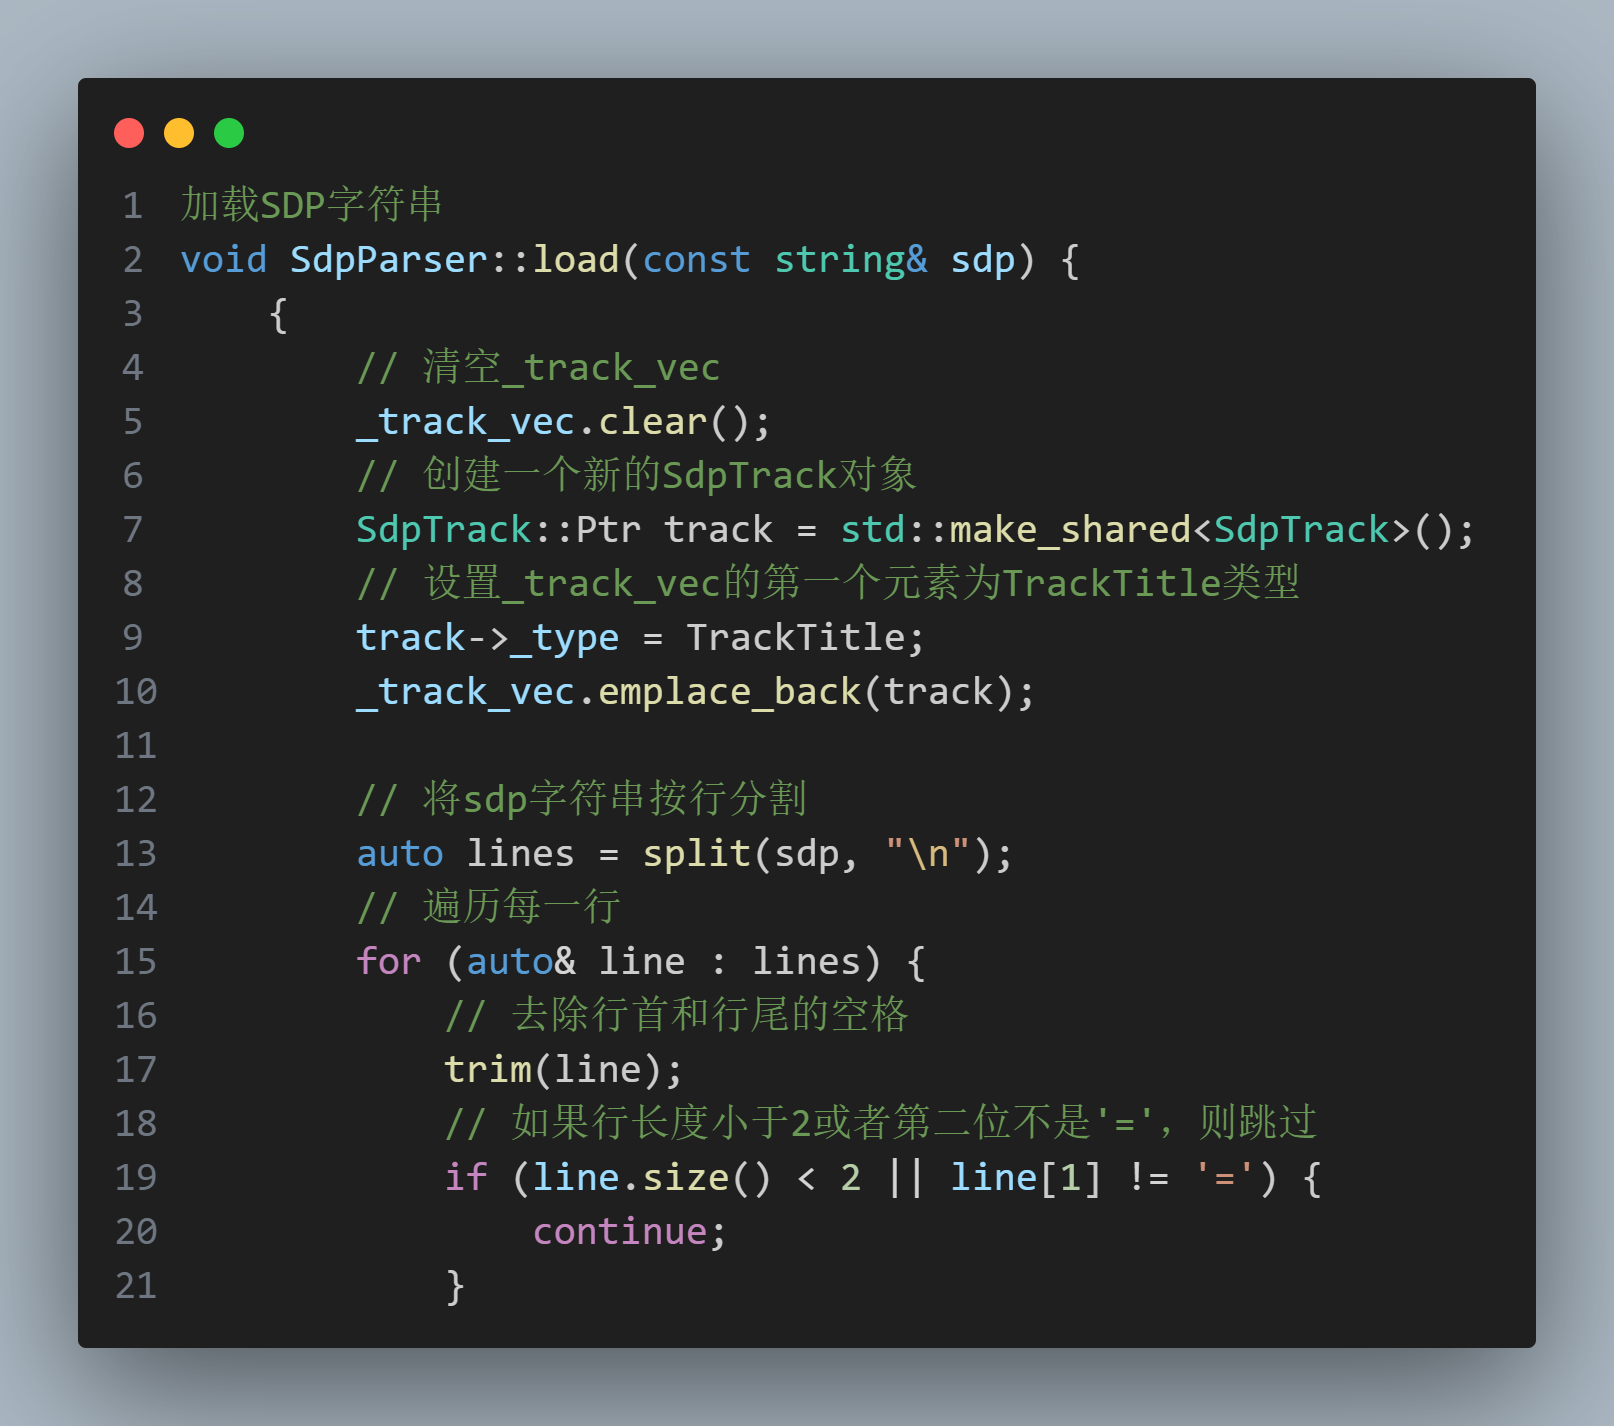 1 加载SDP字符串
2 void SdpParser::load(const string& sdp) {
3     {
4         // 清空_track_vec
5         _track_vec.clear();
6         // 创建一个新的SdpTrack对象
7         SdpTrack::Ptr track = std::make_shared<SdpTrack>();
8         // 设置_track_vec的第一个元素为TrackTitle类型
9         track->_type = TrackTitle;
10         _track_vec.emplace_back(track);
11
12         // 将sdp字符串按行分割
13         auto lines = split(sdp, "\n");
14         // 遍历每一行
15         for (auto& line : lines) {
16             // 去除行首和行尾的空格
17             trim(line);
18             // 如果行长度小于2或者第二位不是'='，则跳过
19             if (line.size() < 2 || line[1] != '=') {
20                 continue;
21             }